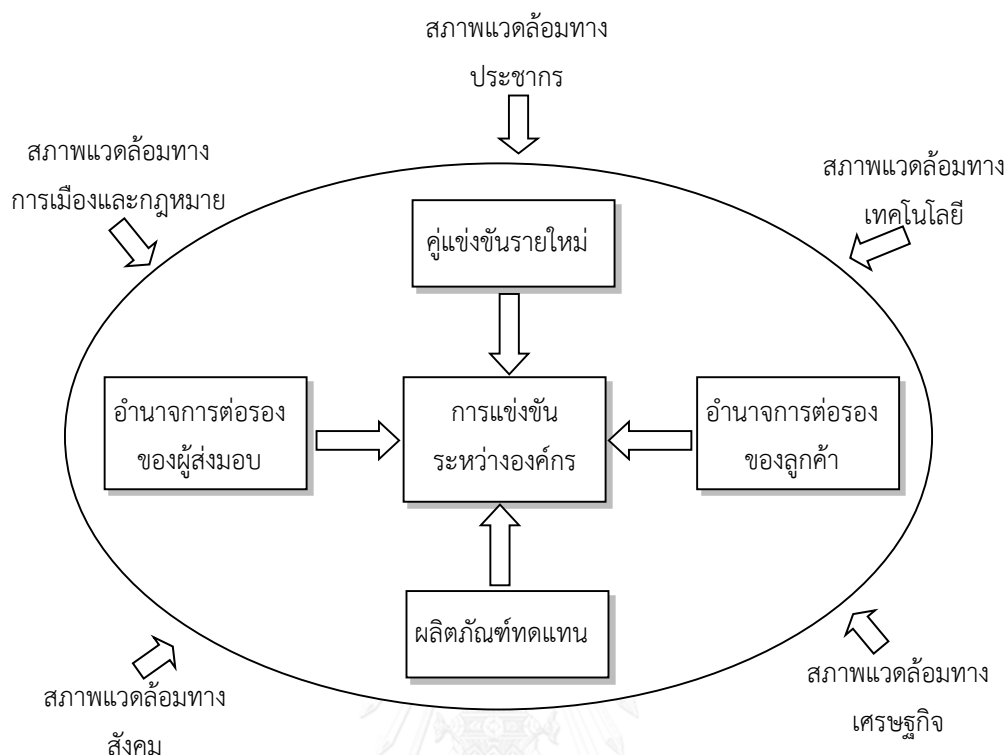 สภาพแวดล้อมทาง
ประชากร
สภาพแวดล้อมทาง
การเมืองและกฎหมาย
สภาพแวดล้อมทาง
เทคโนโลยี
คู่แข่งขันรายใหม่
อำนาจการต่อรอง
ของผู้ส่งมอบ
การแข่งขัน
ระหว่างองค์กร
อำนาจการต่อรอง
ของลูกค้า
ผลิตภัณฑ์ทดแทน
สภาพแวดล้อมทาง
สังคม
สภาพแวดล้อมทาง
เศรษฐกิจ